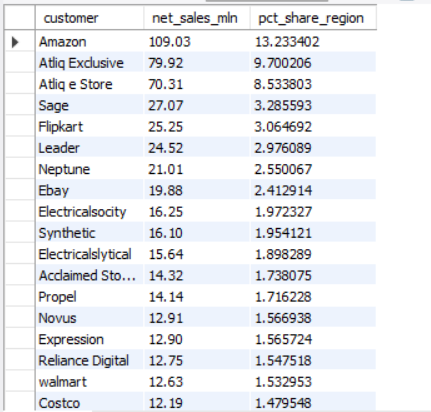 customer net_sales_mln pct_share_region
Amazon 109.03 13.233402
Atliq Exclusive 79.92 9.700206
Atliq e Store 70.31 8.533803
Sage 27.07 3.285593
Flipkart 25.25 3.064692
Leader 24.52 2.976089
Neptune 21.01 2.550067
Ebay 19.88 2.412914
Electricalsocity 16.25 1.972327
Synthetic 16.10 1.954121
Electricalslytical 15.64 1.898289
Acclaimed Sto... 14.32 1.738075
Propel 14.14 1.716228
Novus 12.91 1.566938
Expression 12.90 1.565724
Reliance Digital 12.75 1.547518
walmart 12.63 1.532953
Costco 12.19 1.479548